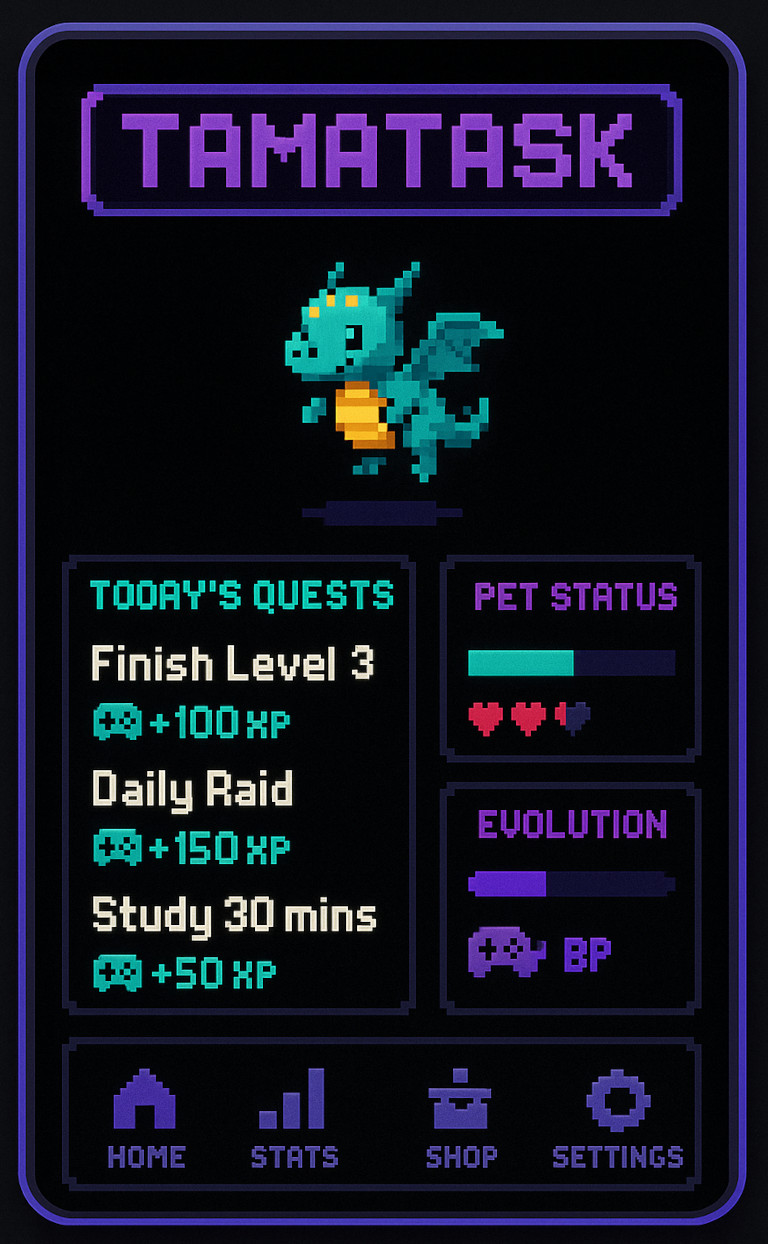 TAMATASK
TODAY'S QUESTS
Finish Level 3
+100 XP
Daily Raid
+150 XP
Study 30 mins
+50 XP
PET STATUS
EVOLUTION
BP
HOME
STATS
SHOP
SETTINGS